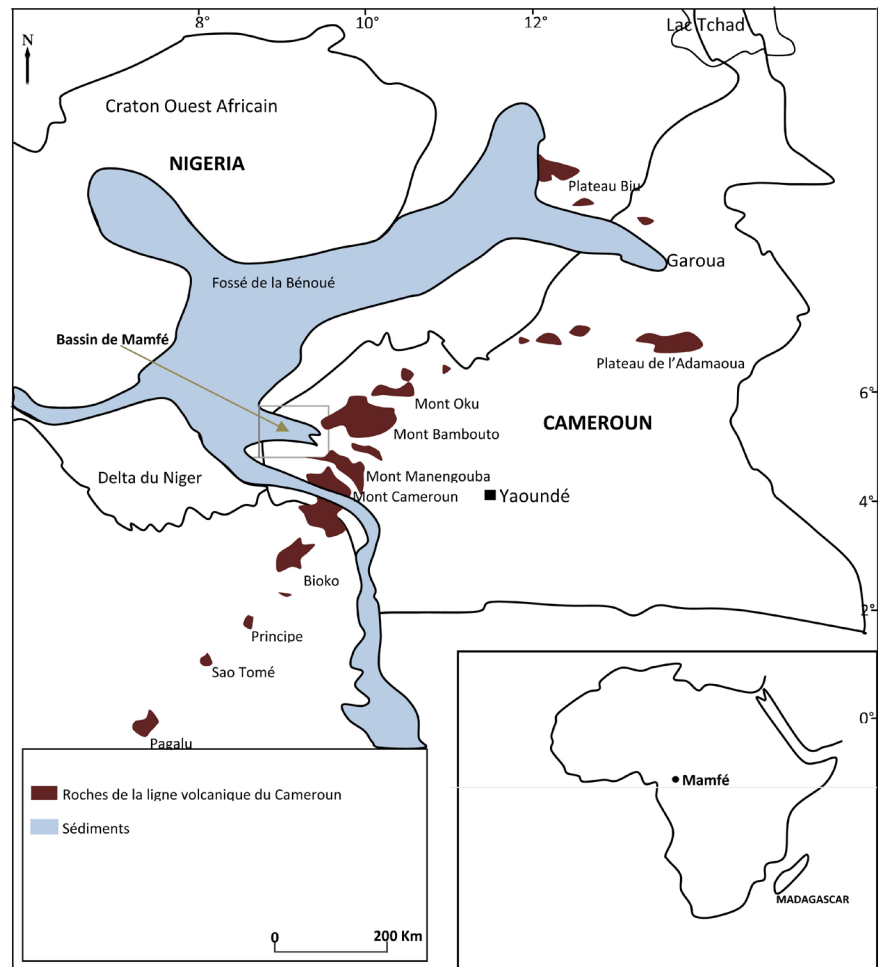 8°
10°
12°
Lac Tchad
N
Craton Ouest Africain
NIGERIA
Plateau Biu
Garoua
Fossé de la Bénoué
Bassin de Mamfé
Plateau de l'Adamaoua
6°
Mont Oku
CAMEROUN
Mont Bambouto
Delta du Niger
Mont Manengouba
Mont Cameroun
Yaoundé
4°
Bioko
2°
Principe
Sao Tomé
0°
Pagalu
Roches de la ligne volcanique du Cameroun
Sédiments
0
200 Km
Mamfé
MADAGASCAR